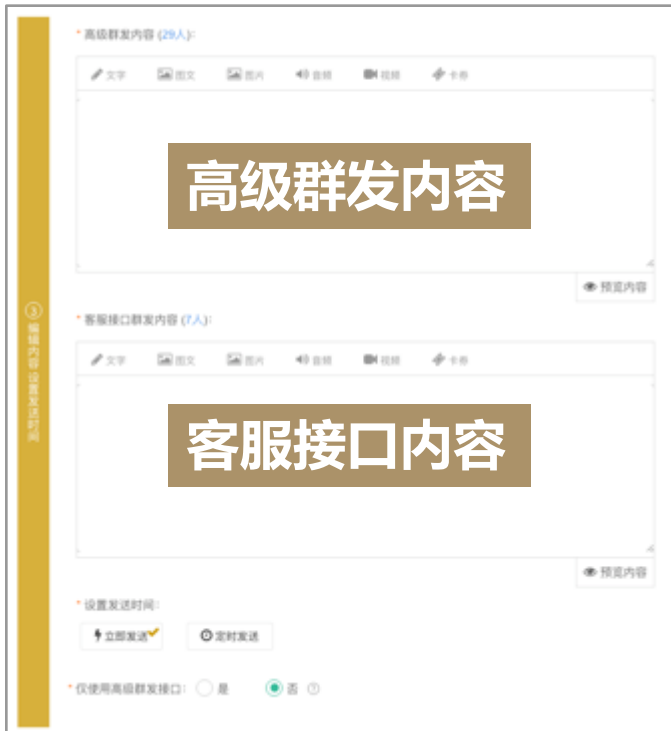 * 高级群发内容 (29人):
文字 图文 图片 音频 视频 卡券
高级群发内容
预览内容
③ 编辑内容 设置发送时间
* 客服接口群发内容 (7人):
文字 图文 图片 音频 视频 卡券
客服接口内容
预览内容
* 设置发送时间:
立即发送 定时发送
* 仅使用高级群发接口: 是 否 ?